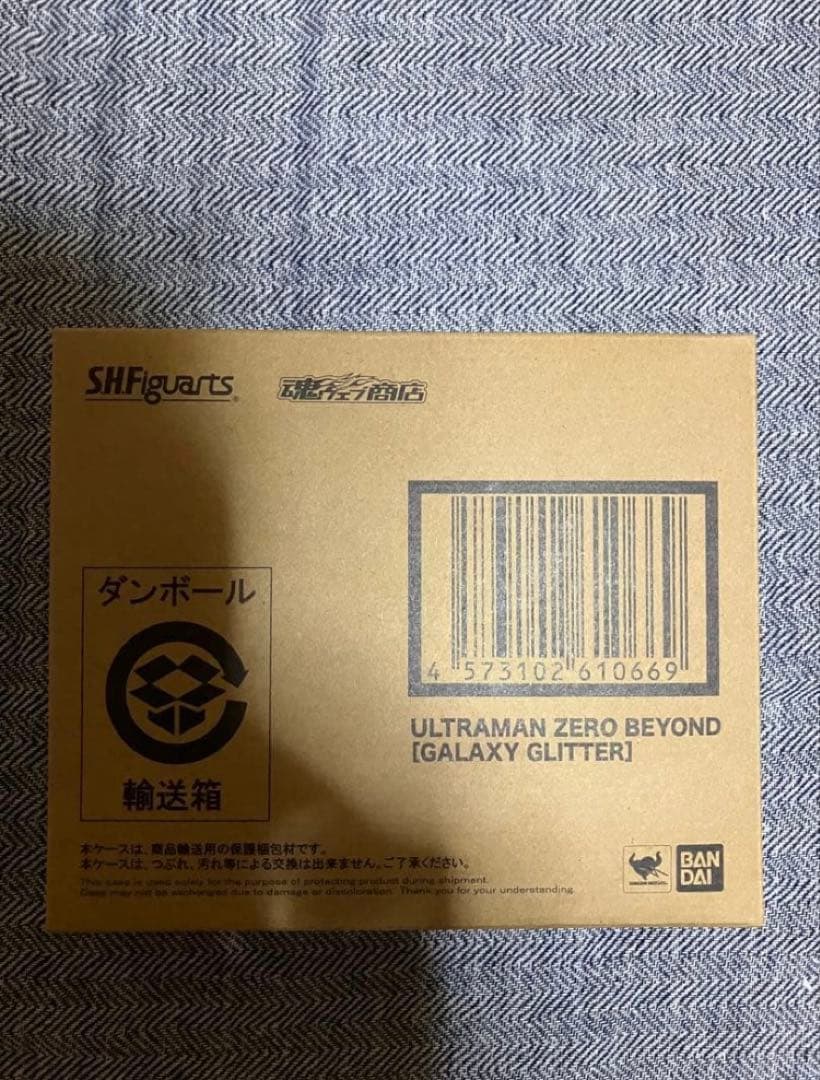 S.H.Figuarts
魂ウェブ商店
ダンボール
輸送箱
4 573102 610669
ULTRAMAN ZERO BEYOND
[GALAXY GLITTER]
本ケースは、商品輸送用の保護梱包材です。
本ケースは、つぶれ、汚れ等による交換は出来ません。ご了承ください。
This case is used solely for the purpose of protecting product during shipment.
Case may not be exchanged due to damage or discoloration. Thank you for your understanding.
BAN
DAI